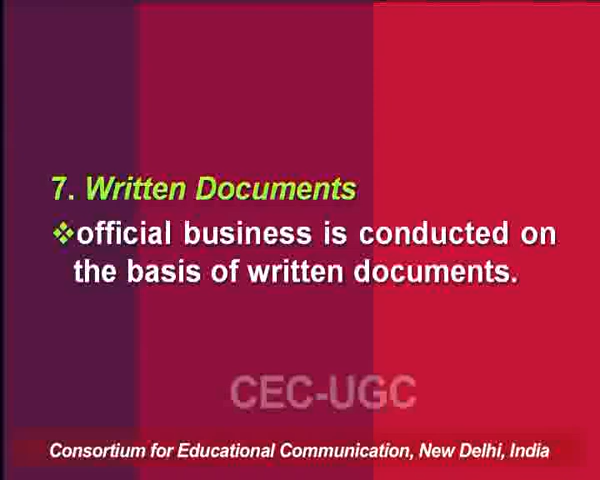 7. Written Documents
❖official business is conducted on
the basis of written documents.
CEC-UGC
Consortium for Educational Communication, New Delhi, India